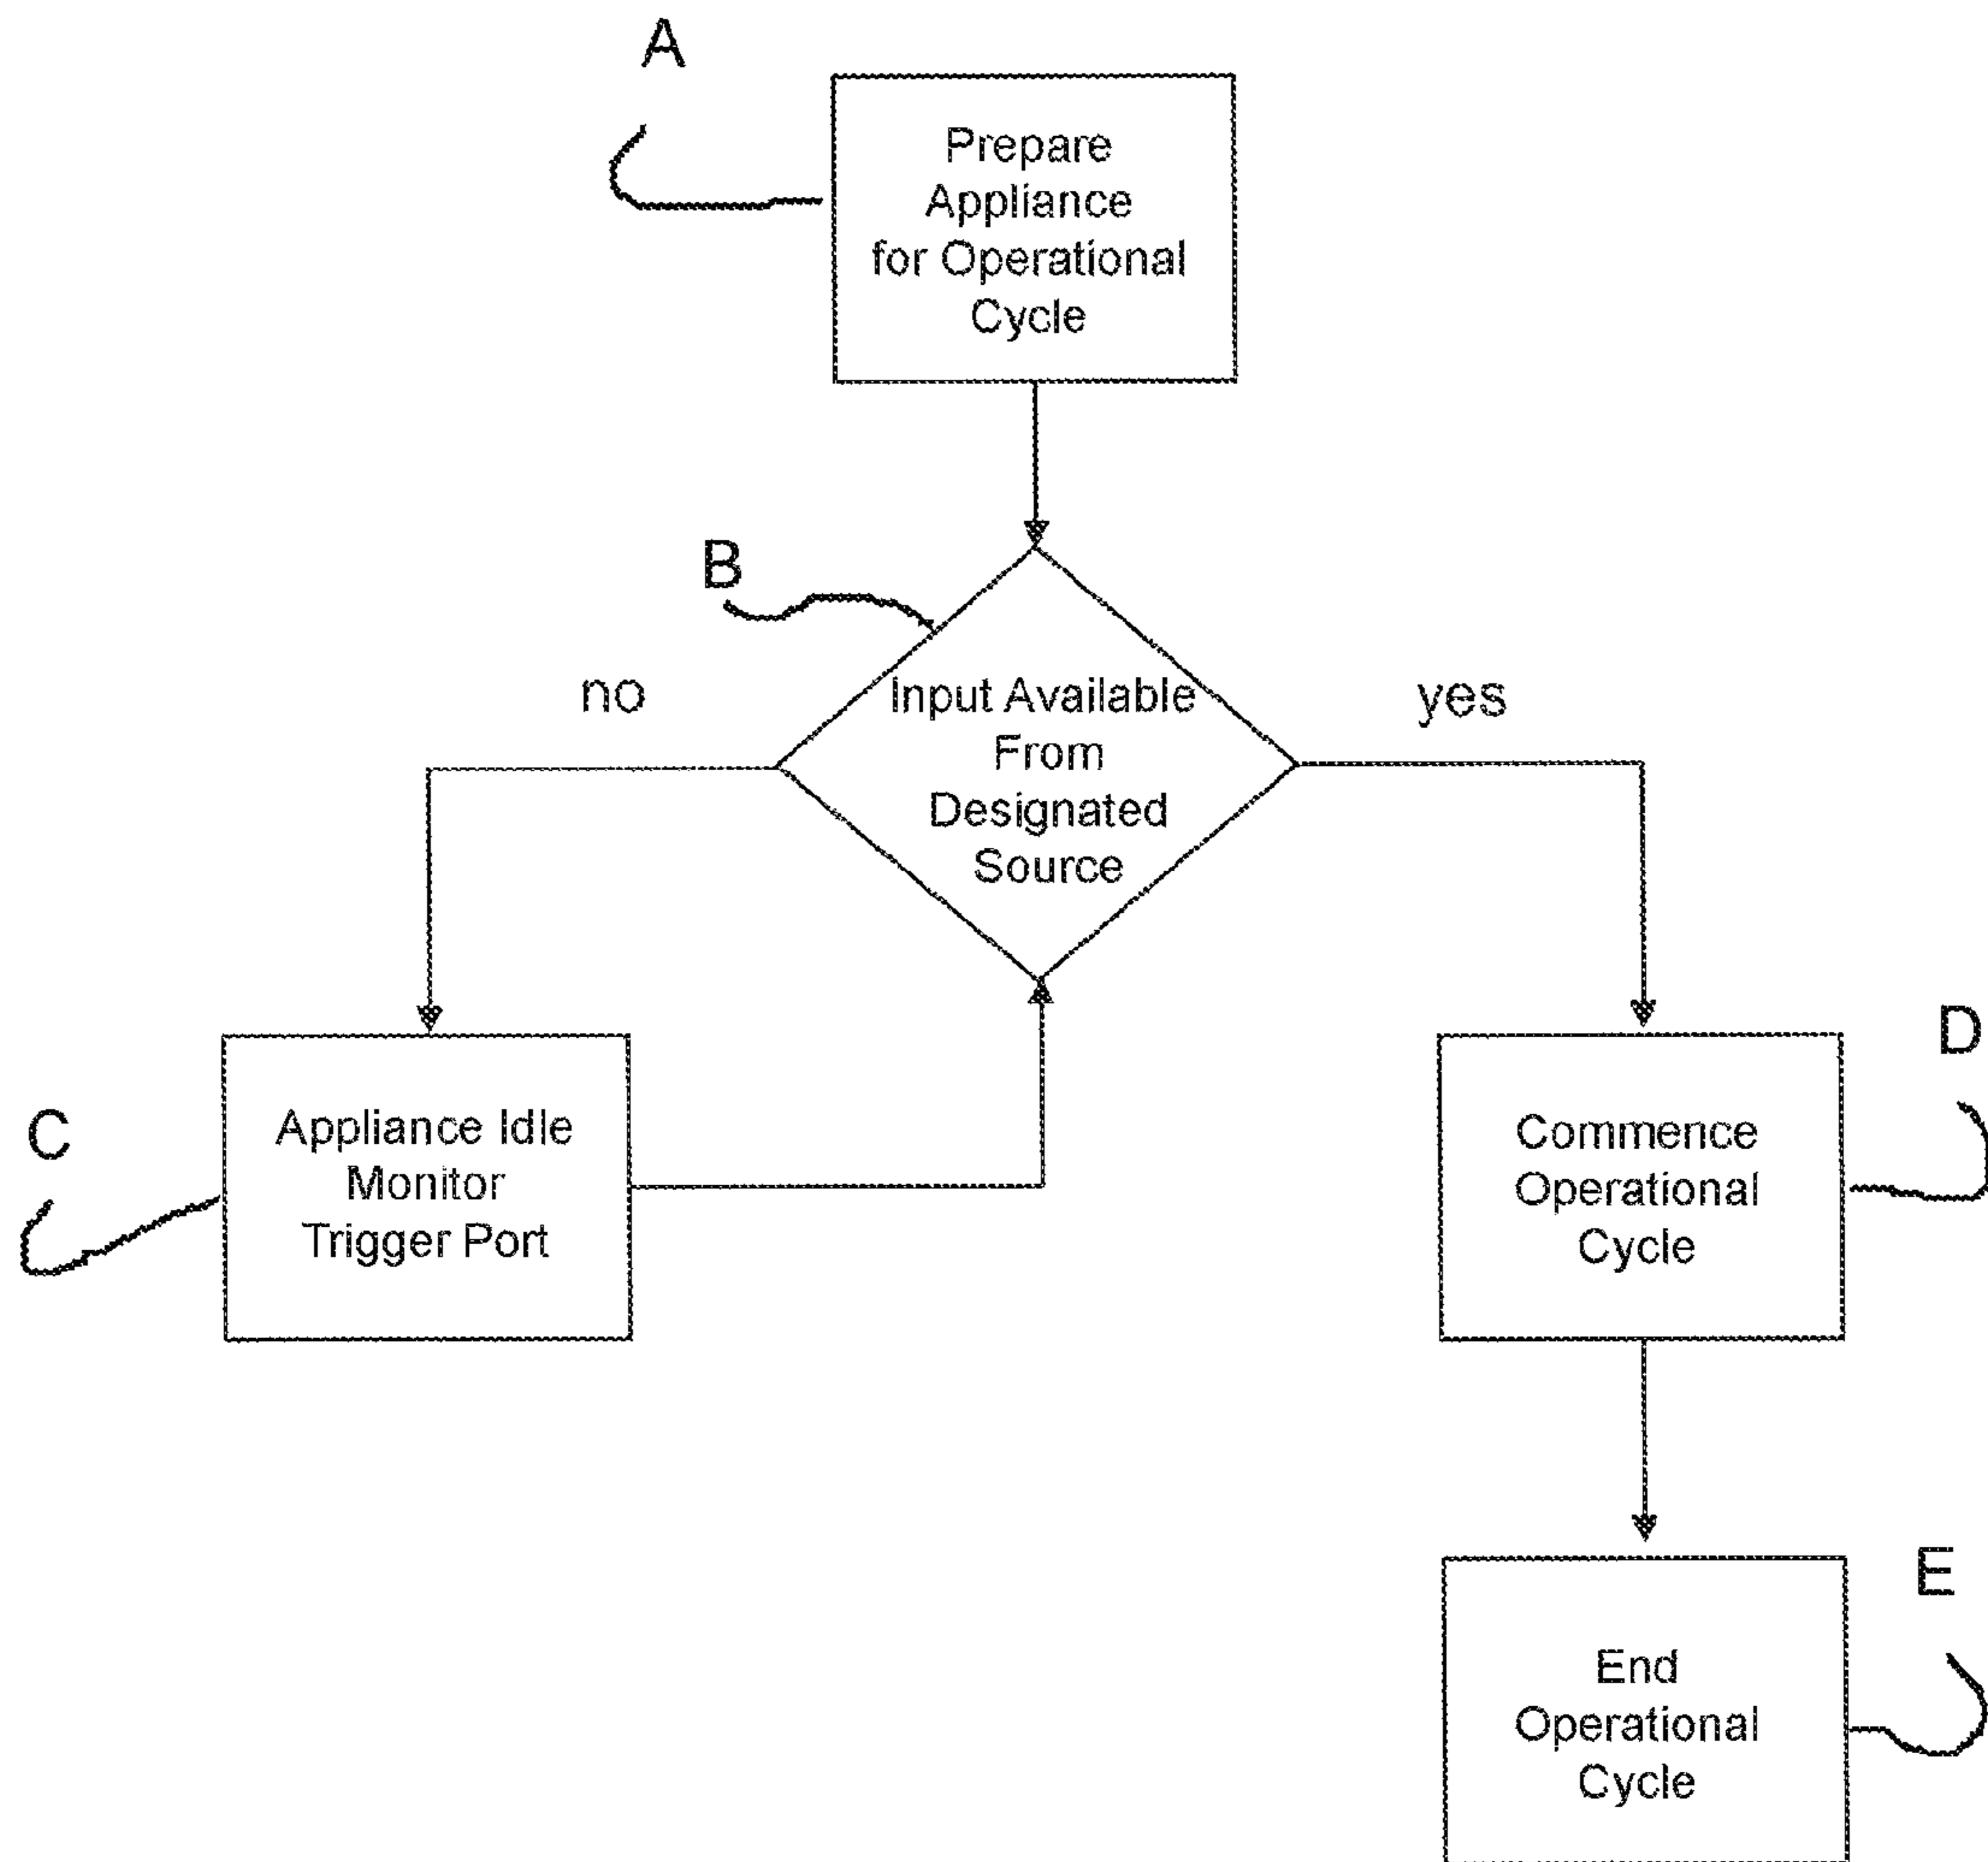 A
Prepare
Appliance
for Operational
Cycle
B
no
yes
Input Available
From
Designated
Source
C
Appliance Idle
Monitor
Trigger Port
D
Commence
Operational
Cycle
E
End
Operational
Cycle